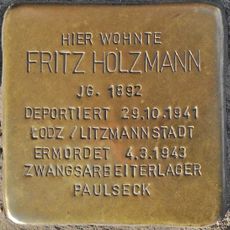 HIER WOHNTE
FRITZ HOLZMANN
JG. 1892
DEPORTIERT 29.10.1941
ŁODZ / LITZMANNSTADT
ERMORDET 4.3.1943
ZWANGSARBEITERLAGER
PAULSECK